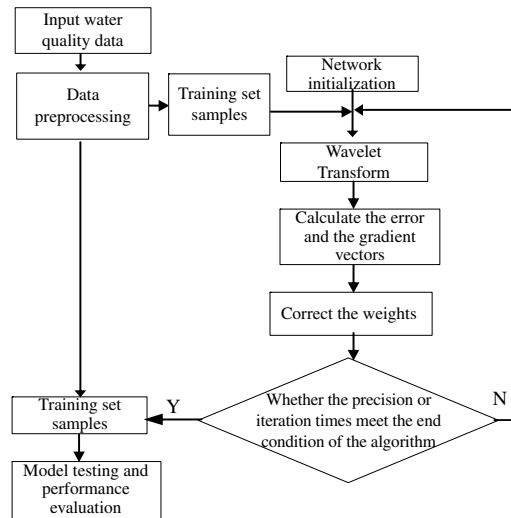 Input water
quality data
Data
preprocessing
Training set
samples
Network
initialization
Wavelet
Transform
Calculate the error
and the gradient
vectors
Correct the weights
Whether the precision or
iteration times meet the end
condition of the algorithm
Y
N
Training set
samples
Model testing and
performance
evaluation